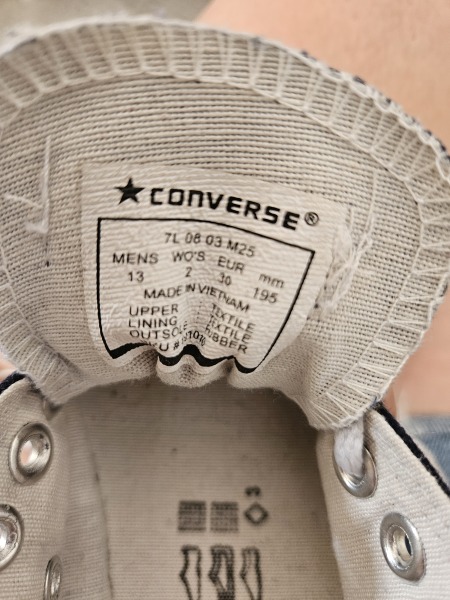 CONVERSE®
7L 08 03 M25
MENS WO'S EUR mm
13 2 30 195
MADE IN VIETNAM
UPPER TEXTILE
LINING TEXTILE
OUTSOLE RUBBER